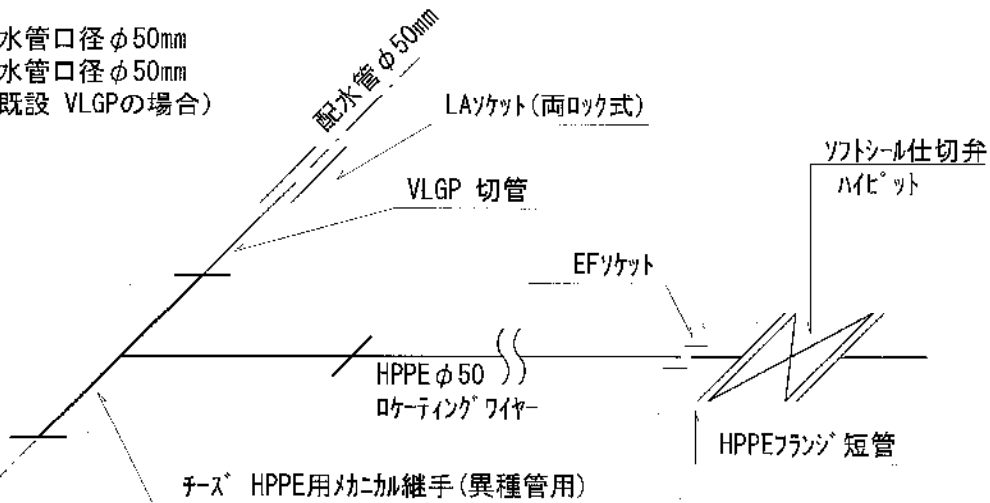 水管口径φ50mm
水管口径φ50mm
既設 VLGPの場合)
配水管φ50mm
LAソケット(両ロック式)
ソフトシール仕切弁
ハイピット
VLGP 切管
EFソケット
HPPEφ50
ロケーティングワイヤー
HPPEフランジ短管
チーズ HPPE用メカニカル継手(異種管用)